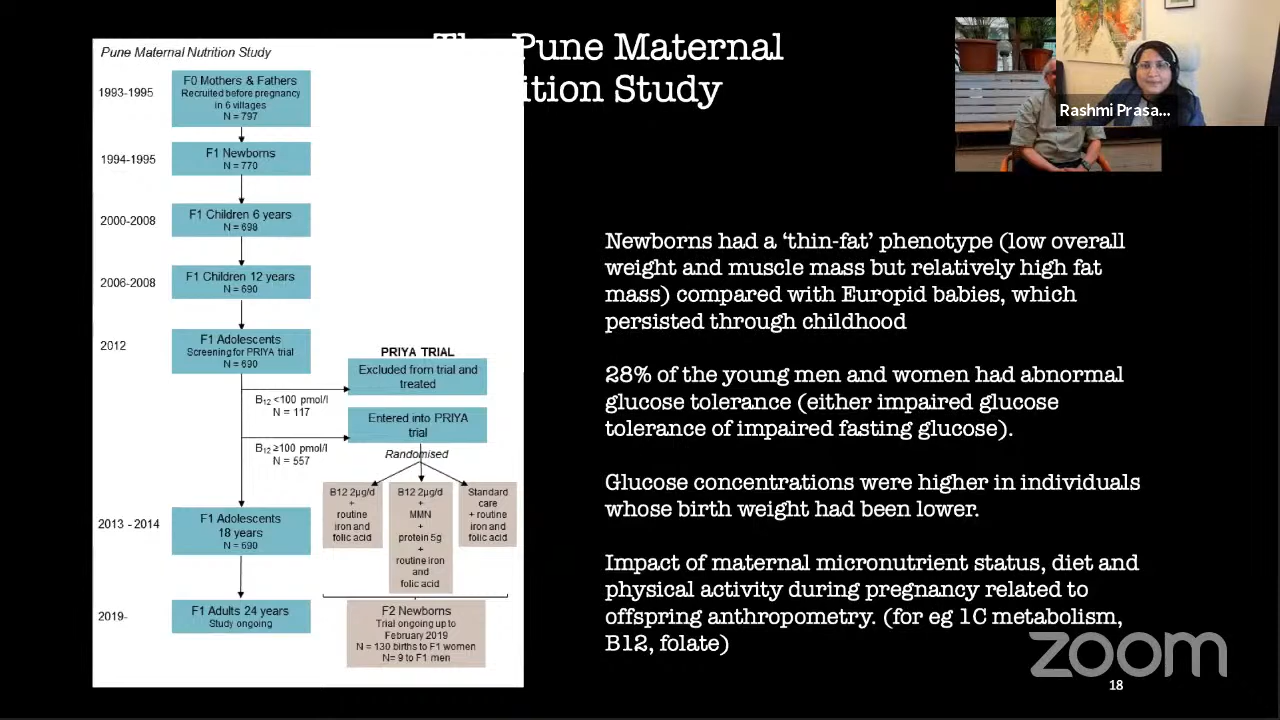 The Pune Maternal
ition Study
Rashmi Prasa...
Pune Maternal Nutrition Study
1993-1995
F0 Mothers & Fathers
Recruited before pregnancy
in 6 villages
N = 797
1994-1995
F1 Newborns
N = 770
2000-2008
F1 Children 6 years
N = 698
2006-2008
F1 Children 12 years
N = 690
2012
F1 Adolescents
Screening for PRIYA trial
N = 690
PRIYA TRIAL
Excluded from trial and
treated
B12 <100 pmol/l
N = 117
Entered into PRIYA
trial
B12 ≥100 pmol/l
N = 557
Randomised
B12 2µg/d
+
routine
iron and
folic acid
B12 2µg/d
+
MMN
+
protein 5g
+
routine iron
and
folic acid
Standard
care
+ routine
iron and
folic acid
2013 - 2014
F1 Adolescents
18 years
N = 690
2019-
F1 Adults 24 years
Study ongoing
F2 Newborns
Trial ongoing up to
February 2019
N = 130 births to F1 women
N= 9 to F1 men
Newborns had a ‘thin-fat’ phenotype (low overall
weight and muscle mass but relatively high fat
mass) compared with Europid babies, which
persisted through childhood
28% of the young men and women had abnormal
glucose tolerance (either impaired glucose
tolerance of impaired fasting glucose).
Glucose concentrations were higher in individuals
whose birth weight had been lower.
Impact of maternal micronutrient status, diet and
physical activity during pregnancy related to
offspring anthropometry. (for eg 1C metabolism,
B12, folate)
zoom
18